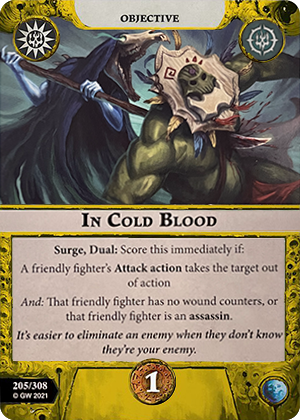 OBJECTIVE
IN COLD BLOOD
Surge, Dual: Score this immediately if:
A friendly fighter's Attack action takes the target out
of action
And: That friendly fighter has no wound counters, or
that friendly fighter is an assassin.
It's easier to eliminate an enemy when they don't know
they're your enemy.
205/308
© GW 2021
1